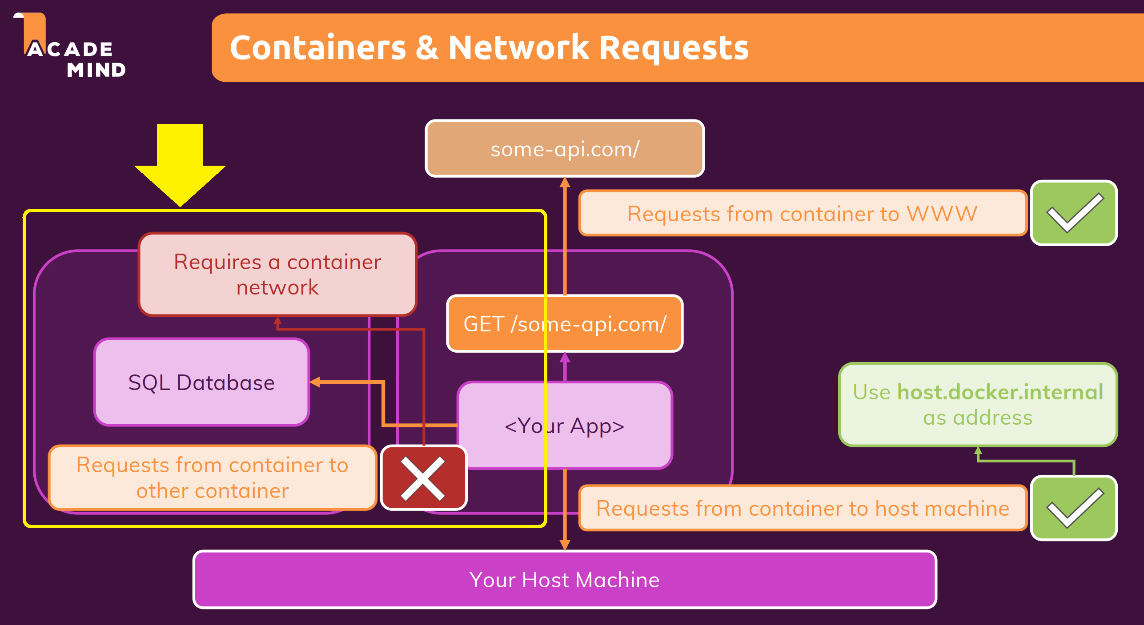 ACADE
MIND
Containers & Network Requests
some-api.com/
Requests from container to WWW
Requires a container
network
GET /some-api.com/
SQL Database
<Your App>
Use host.docker.internal
as address
Requests from container to
other container
Requests from container to host machine
Your Host Machine